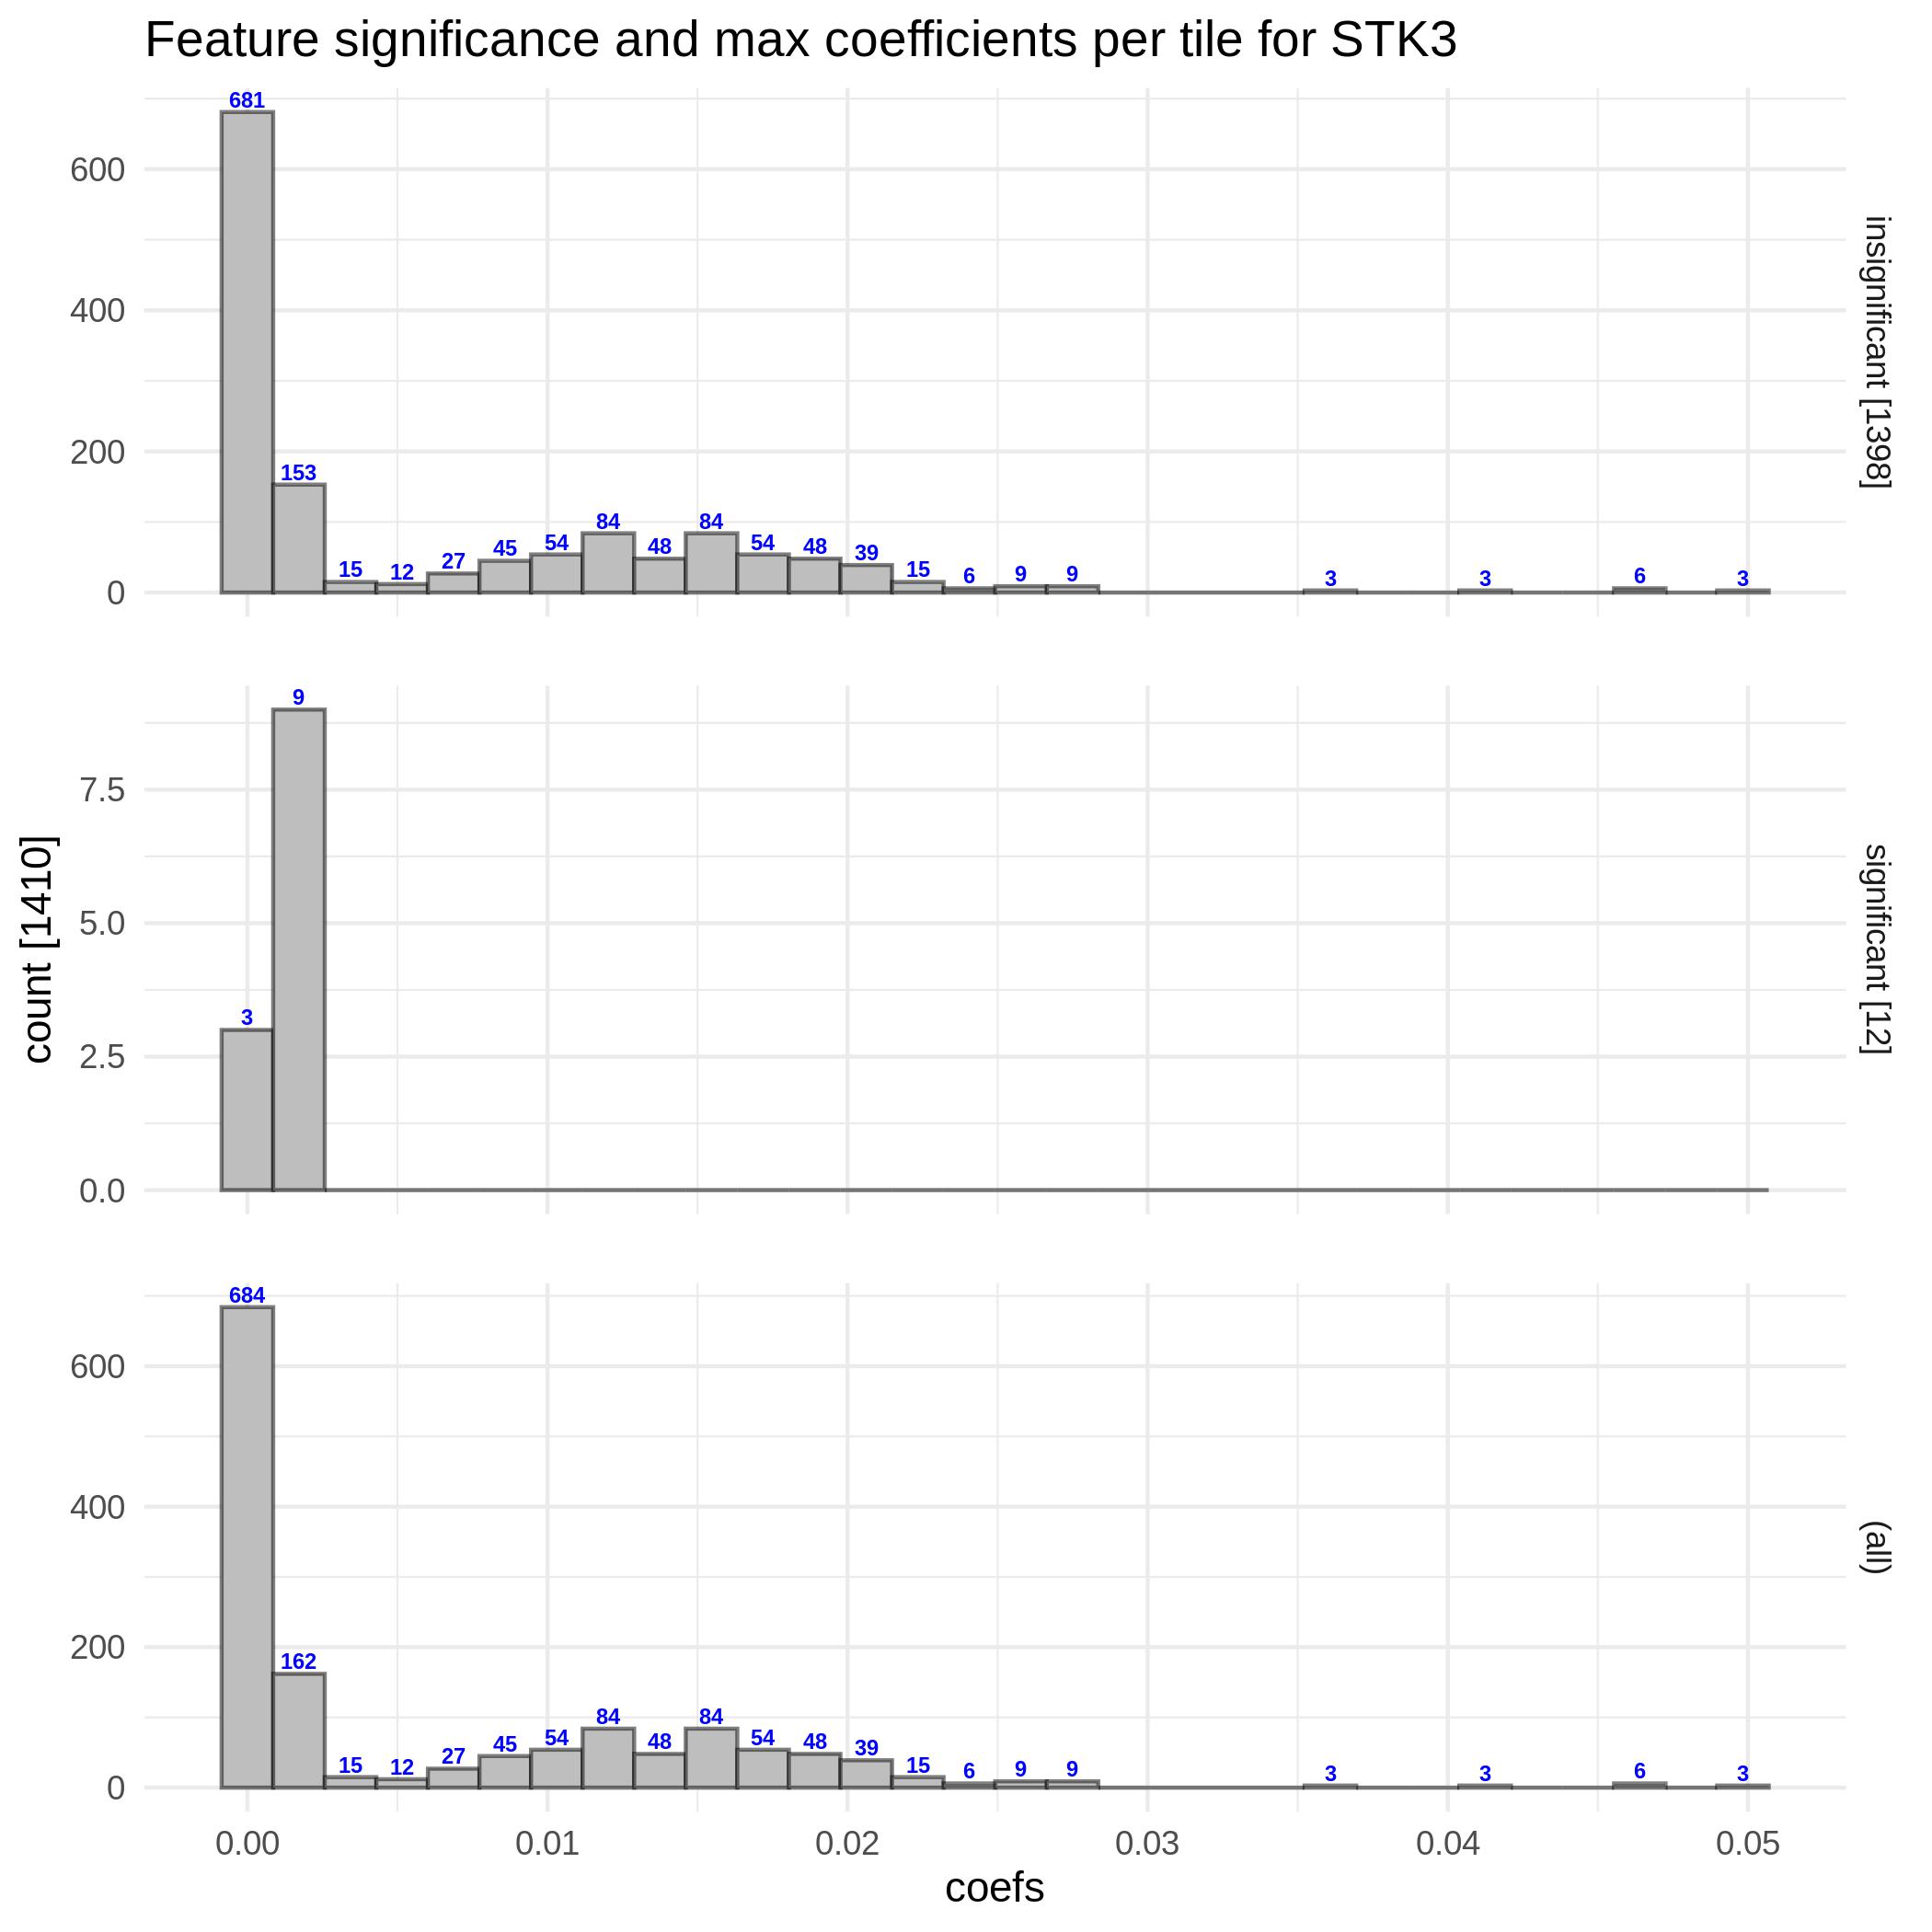 Feature significance and max coefficients per tile for STK3
681
153
15 12 27 45 54 84 48 84 54 48 39 15 6 9 9 3 3 6 3
600
400
200
0
insignificant [1398]
9
3
7.5
5.0
2.5
0.0
significant [12]
count [1410]
684
162
15 12 27 45 54 84 48 84 54 48 39 15 6 9 9 3 3 6 3
600
400
200
0
(all)
0.00 0.01 0.02 0.03 0.04 0.05
coefs